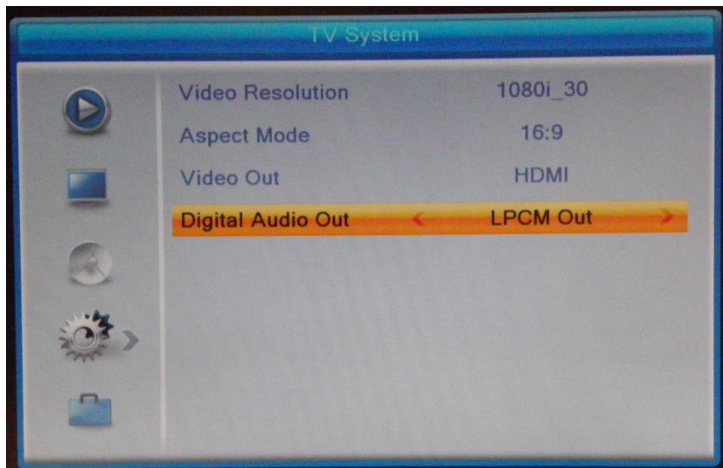 TV System
Video Resolution 1080i_30
Aspect Mode 16:9
Video Out HDMI
Digital Audio Out LPCM Out